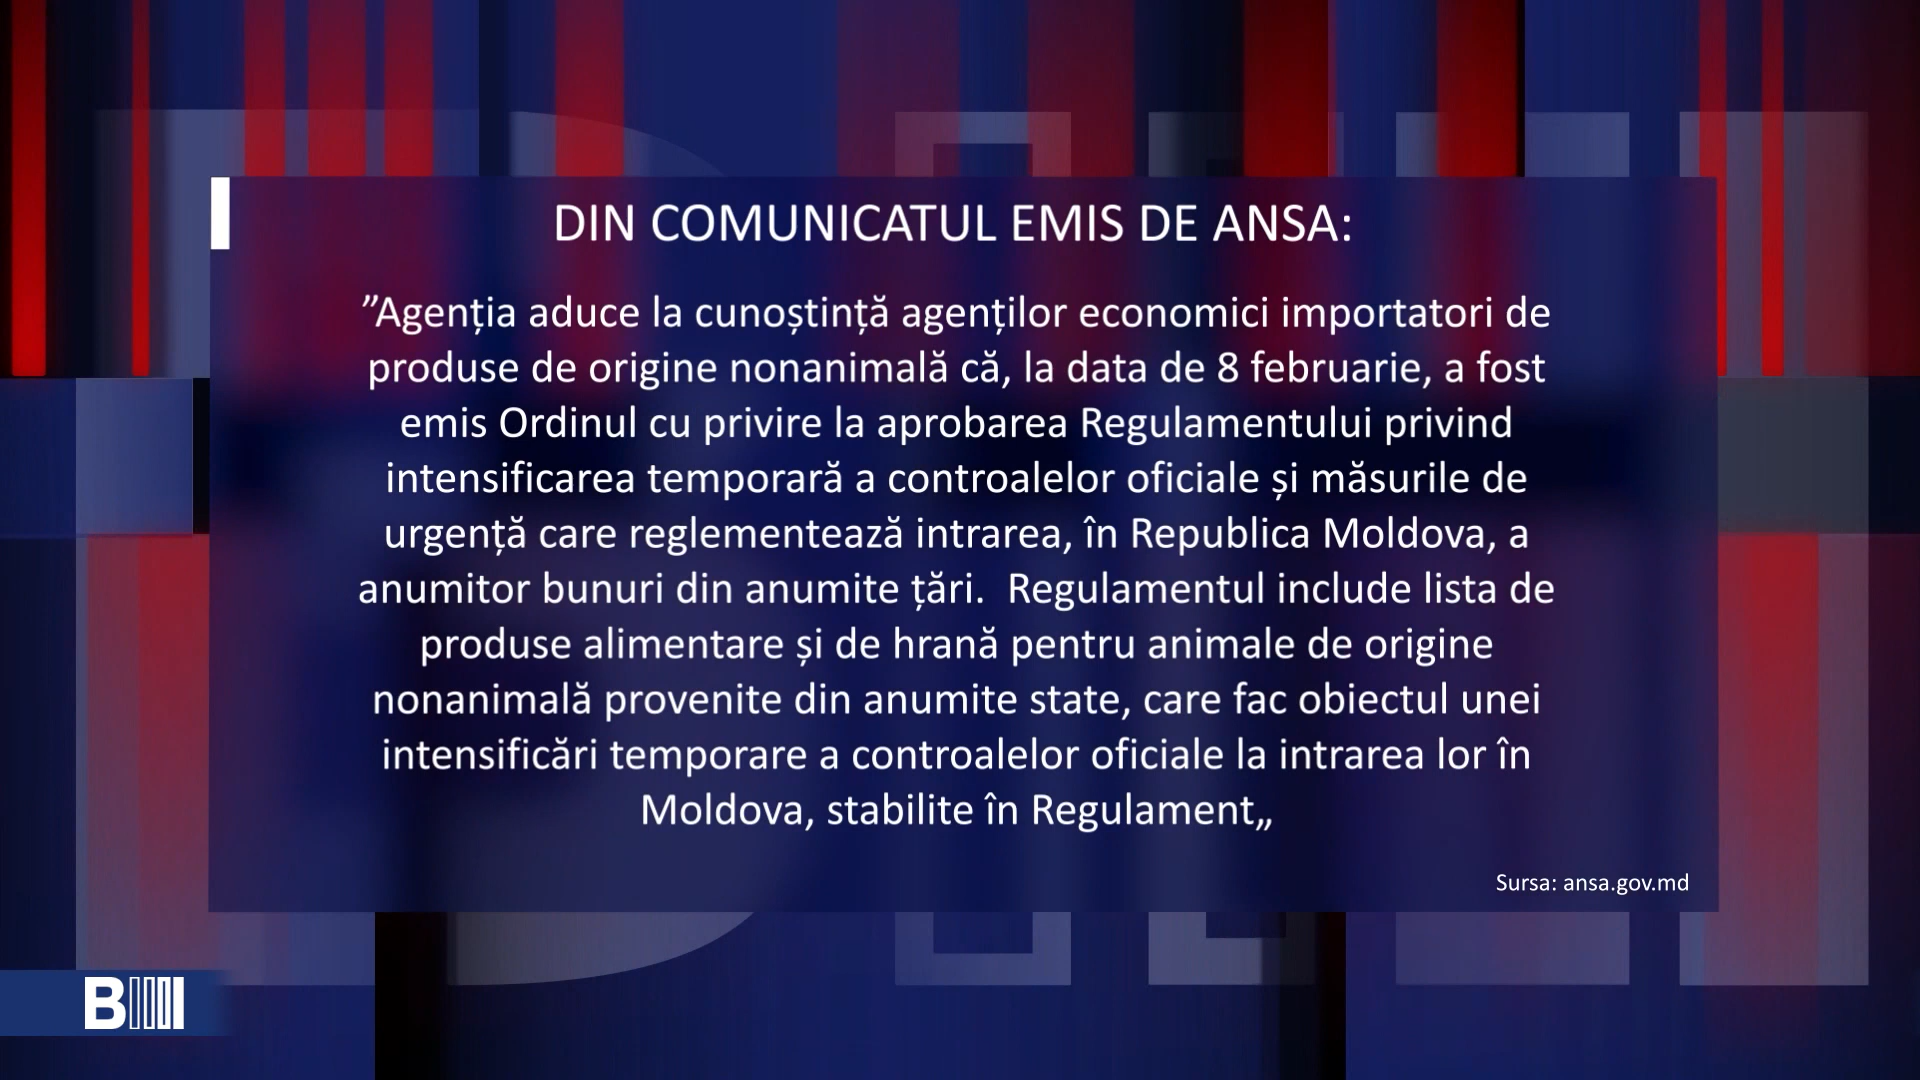 DIN COMUNICATUL EMIS DE ANSA:
”Agenția aduce la cunoștință agenților economici importatori de
produse de origine nonanimală că, la data de 8 februarie, a fost
emis Ordinul cu privire la aprobarea Regulamentului privind
intensificarea temporară a controalelor oficiale și măsurile de
urgență care reglementează intrarea, în Republica Moldova, a
anumitor bunuri din anumite țări.  Regulamentul include lista de
produse alimentare și de hrană pentru animale de origine
nonanimală provenite din anumite state, care fac obiectul unei
intensificări temporare a controalelor oficiale la intrarea lor în
Moldova, stabilite în Regulament„
Sursa: ansa.gov.md
B